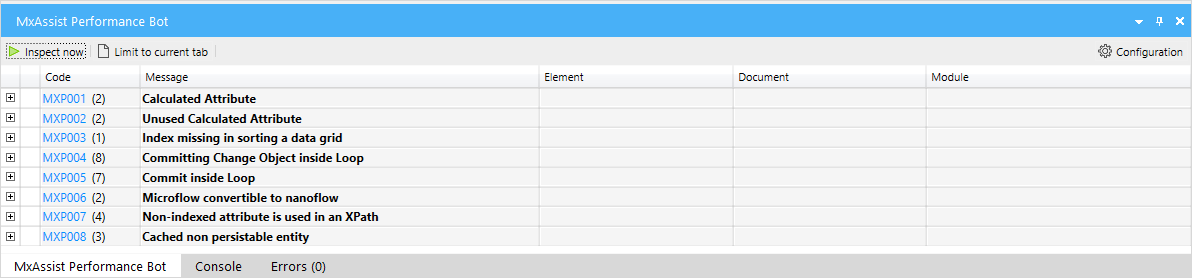 MxAssist Performance Bot
Inspect now Limit to current tab Configuration
Code Message Element Document Module
MXP001 (2) Calculated Attribute
MXP002 (2) Unused Calculated Attribute
MXP003 (1) Index missing in sorting a data grid
MXP004 (8) Committing Change Object inside Loop
MXP005 (7) Commit inside Loop
MXP006 (2) Microflow convertible to nanoflow
MXP007 (4) Non-indexed attribute is used in an XPath
MXP008 (3) Cached non persistable entity
MxAssist Performance Bot Console Errors (0)